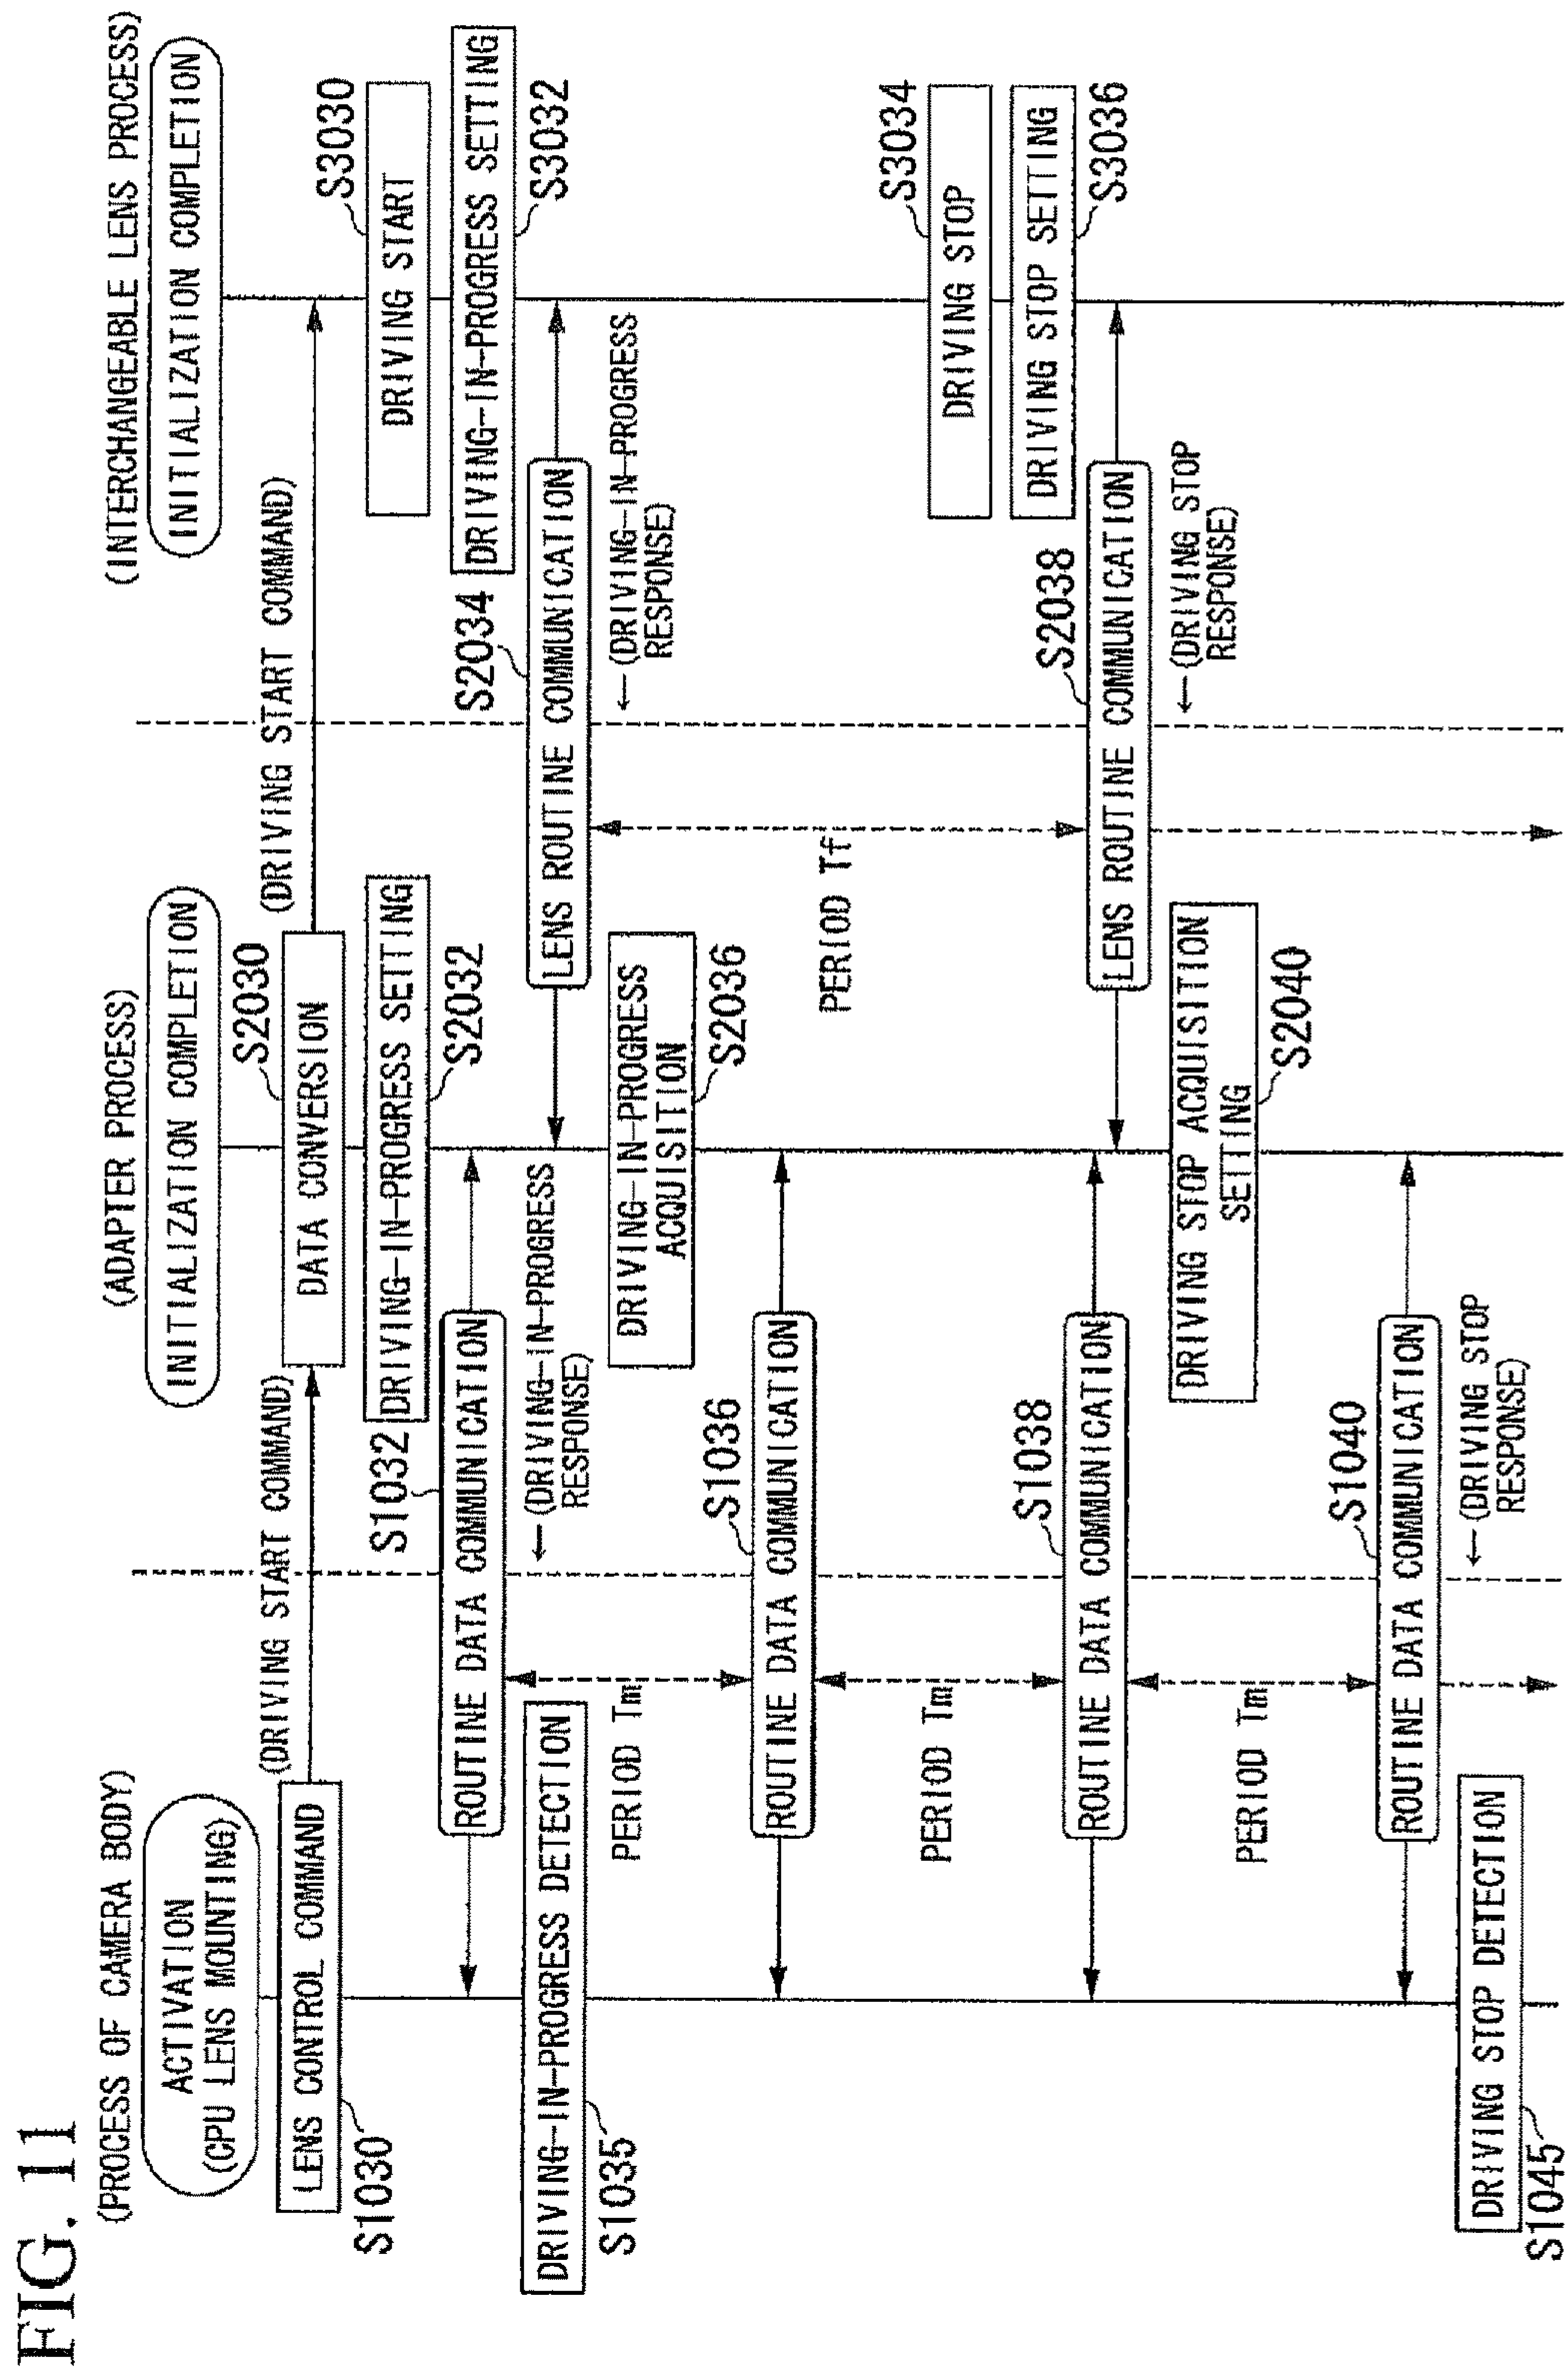 FIG. 11
(PROCESS OF CAMERA BODY)
(ADAPTER PROCESS)
(INTERCHANGEABLE LENS PROCESS)
ACTIVATION
(CPU LENS MOUNTING)
INITIALIZATION COMPLETION
INITIALIZATION COMPLETION
(DRIVING START COMMAND)
S2030
(DRIVING START COMMAND)
LENS CONTROL COMMAND
DATA CONVERSION
S1030
S3030
DRIVING START
DRIVING-IN-PROGRESS SETTING
S2032
S1032
ROUTINE DATA COMMUNICATION
DRIVING-IN-PROGRESS SETTING
S3032
S2034
LENS ROUTINE COMMUNICATION
DRIVING-IN-PROGRESS DETECTION
S1035
←(DRIVING-IN-PROGRESS
RESPONSE)
←(DRIVING-IN-PROGRESS
RESPONSE)
PERIOD Tm
DRIVING-IN-PROGRESS
ACQUISITION
S2036
S1036
ROUTINE DATA COMMUNICATION
PERIOD Tf
PERIOD Tm
S3034
DRIVING STOP
DRIVING STOP SETTING
S3036
S1038
ROUTINE DATA COMMUNICATION
S2038
LENS ROUTINE COMMUNICATION
←(DRIVING STOP
RESPONSE)
PERIOD Tm
DRIVING STOP ACQUISITION
SETTING
S2040
S1040
ROUTINE DATA COMMUNICATION
←(DRIVING STOP
RESPONSE)
DRIVING STOP DETECTION
S1045